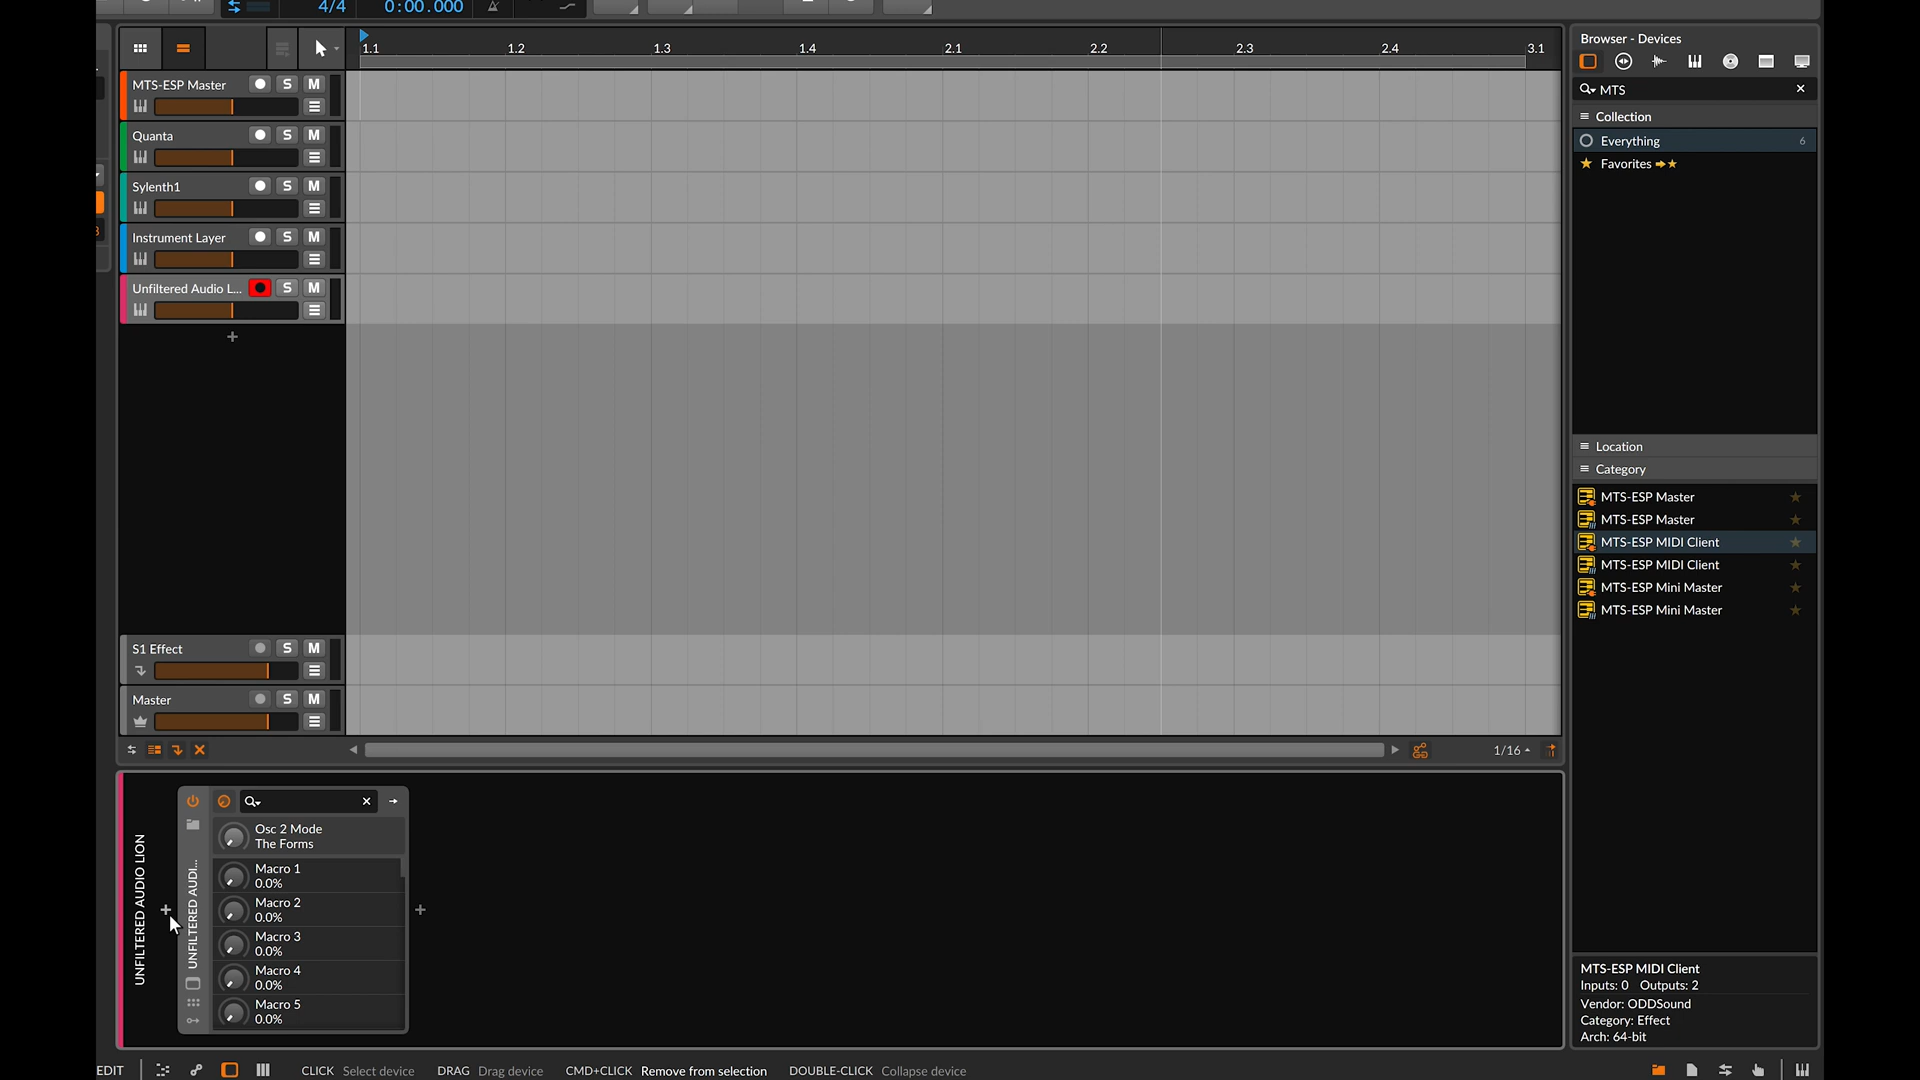 4/4
0:00.000
1.1
1.2
1.3
1.4
2.1
2.2
2.3
2.4
3.1
MTS-ESP Master
S
M
Quanta
S
M
Sylenth1
S
M
Instrument Layer
S
M
Unfiltered Audio L...
S
M
+
S1 Effect
S
M
Master
S
M
1/16
UNFILTERED AUDIO LION
+
UNFILTERED AUDI...
Osc 2 Mode
The Forms
Macro 1
0.0%
Macro 2
0.0%
Macro 3
0.0%
Macro 4
0.0%
Macro 5
0.0%
+
Browser - Devices
MTS
Collection
Everything
6
Favorites
Location
Category
MTS-ESP Master
MTS-ESP Master
MTS-ESP MIDI Client
MTS-ESP MIDI Client
MTS-ESP Mini Master
MTS-ESP Mini Master
MTS-ESP MIDI Client
Inputs: 0 Outputs: 2
Vendor: ODDSound
Category: Effect
Arch: 64-bit
EDIT
CLICK Select device
DRAG Drag device
CMD+CLICK Remove from selection
DOUBLE-CLICK Collapse device